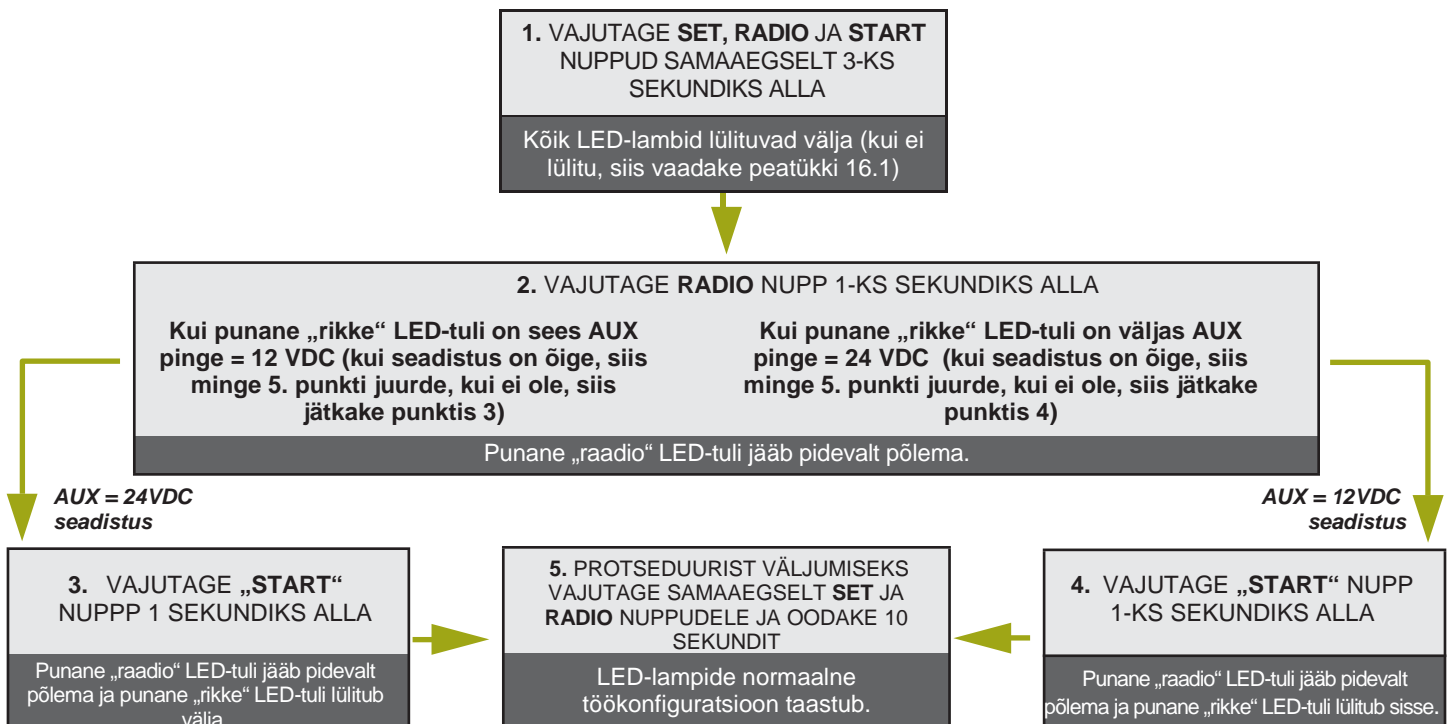 1. VAJUTAGE SET, RADIO JA START
NUPPUD SAMAAEGSELT 3-KS
SEKUNDIKS ALLA
Kõik LED-lambid lülituvad välja (kui ei
lülitu, siis vaadake peatükki 16.1)
2. VAJUTAGE RADIO NUPP 1-KS SEKUNDIKS ALLA
Kui punane „rikke“ LED-tuli on sees AUX
pinge = 12 VDC (kui seadistus on õige, siis
minge 5. punkti juurde, kui ei ole, siis
jätkake punktis 3)
Kui punane „rikke“ LED-tuli on väljas AUX
pinge = 24 VDC (kui seadistus on õige, siis
minge 5. punkti juurde, kui ei ole, siis jätkake
punktis 4)
Punane „raadio“ LED-tuli jääb pidevalt põlema.
AUX = 24VDC
seadistus
AUX = 12VDC
seadistus
3. VAJUTAGE „START“
NUPPP 1 SEKUNDIKS ALLA
Punane „raadio“ LED-tuli jääb pidevalt
põlema ja punane „rikke“ LED-tuli lülitub
välja
5. PROTSEDUURIST VÄLJUMISEKS
VAJUTAGE SAMAAEGSELT SET JA
RADIO NUPPUDELE JA OODAKE 10
SEKUNDIT
LED-lampide normaalne
töökonfiguratsioon taastub.
4. VAJUTAGE „START“ NUPP
1-KS SEKUNDIKS ALLA
Punane „raadio“ LED-tuli jääb pidevalt
põlema ja punane „rikke“ LED-tuli lülitub sisse.